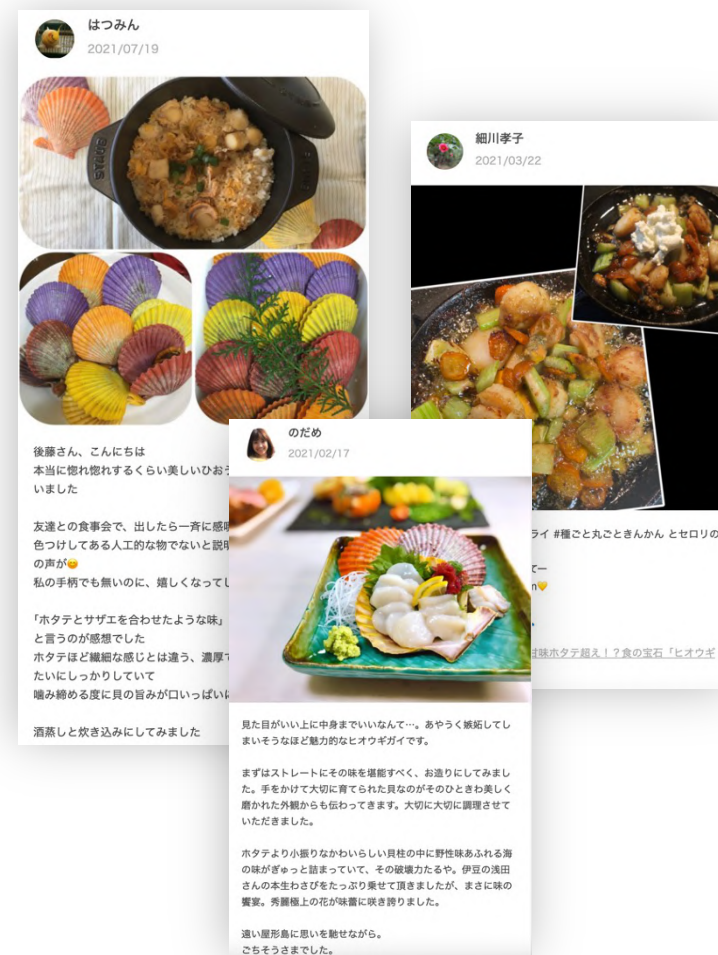 はつみん
2021/07/19
後藤さん、こんにちは
本当に惚れ惚れするくらい美しいひおう
いました
友達との食事会で、出したら一斉に感
色つけしてある人工的な物でないと説
の声が😊
私の手柄でも無いのに、嬉しくなってし
「ホタテとサザエを合わせたような味」
と言うのが感想でした
ホタテほど繊細な感じとは違う、濃厚で
たいにしっかりしていて
噛み締める度に貝の旨みが口いっぱいに
酒蒸しと炊き込みにしてみました
細川孝子
2021/03/22
ライ #種ごと丸ごときんかん とセロリの
てー
m💛
甘味ホタテ超え！？食の宝石「ヒオウギ
のだめ
2021/02/17
見た目がいい上に中身までいいなんて…。あやうく嫉妬してし
まいそうなほど魅力的なヒオウギガイです。
まずはストレートにその味を堪能すべく、お造りにしてみまし
た。手をかけて大切に育てられた貝なのがそのひときわ美しく
磨かれた外観からも伝わってきます。大切に大切に調理させて
いただきました。
ホタテより小振りなかわいらしい貝柱の中に野性味あふれる海
の味がぎゅっと詰まっていて、その破壊力たるや。伊豆の浅田
さんの本生わさびをたっぷり乗せて頂きましたが、まさに味の
饗宴。秀麗極上の花が味蕾に咲き誇りました。
遠い屋形島に思いを馳せながら。
ごちそうさまでした。